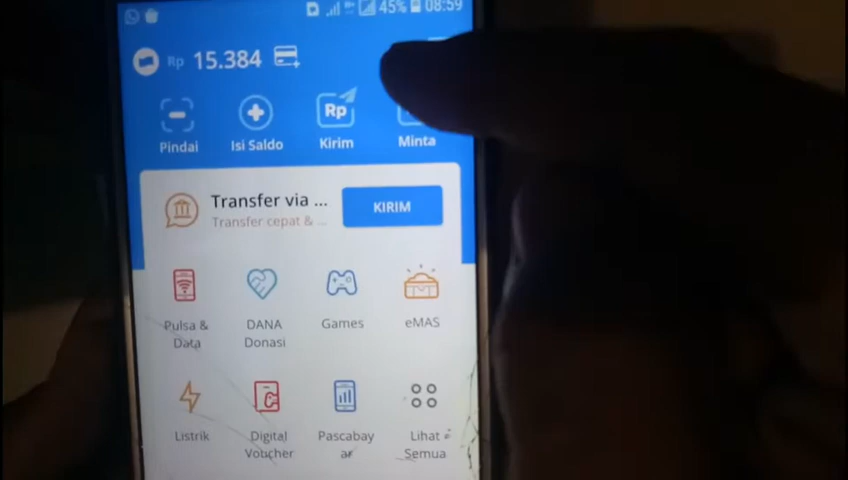 45% 08:59
Rp 15.384
Pindai Isi Saldo Kirim Minta
Rp
Transfer via ...
Transfer cepat & ...
KIRIM
Pulsa &
Data
DANA
Donasi
Games
eMAS
Listrik
Digital
Voucher
Pascabay
ar
Lihat
Semua